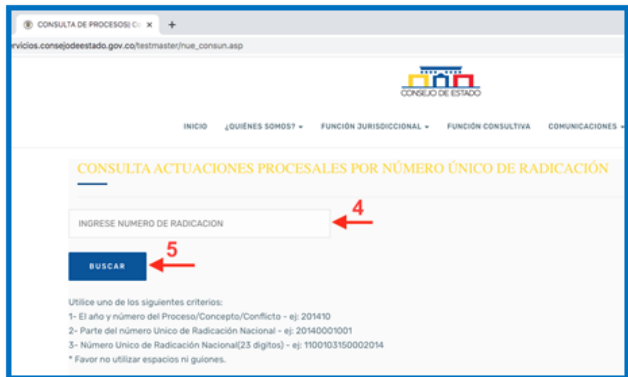 CONSULTA DE PROCESOS| Co × +
rvicios.consejodeestado.gov.co/testmaster/nue_consun.asp
CONSEJO DE ESTADO
INICIO ¿QUIÉNES SOMOS? FUNCIÓN JURISDICCIONAL FUNCIÓN CONSULTIVA COMUNICACIONES
CONSULTA ACTUACIONES PROCESALES POR NÚMERO ÚNICO DE RADICACIÓN
INGRESE NUMERO DE RADICACION 4
BUSCAR 5
Utilice uno de los siguientes criterios:
1- El año y número del Proceso/Concepto/Conflicto - ej: 201410
2- Parte del número Unico de Radicación Nacional - ej: 20140001001
3- Número Unico de Radicación Nacional(23 digitos) - ej: 1100103150002014
* Favor no utilizar espacios ni guiones.